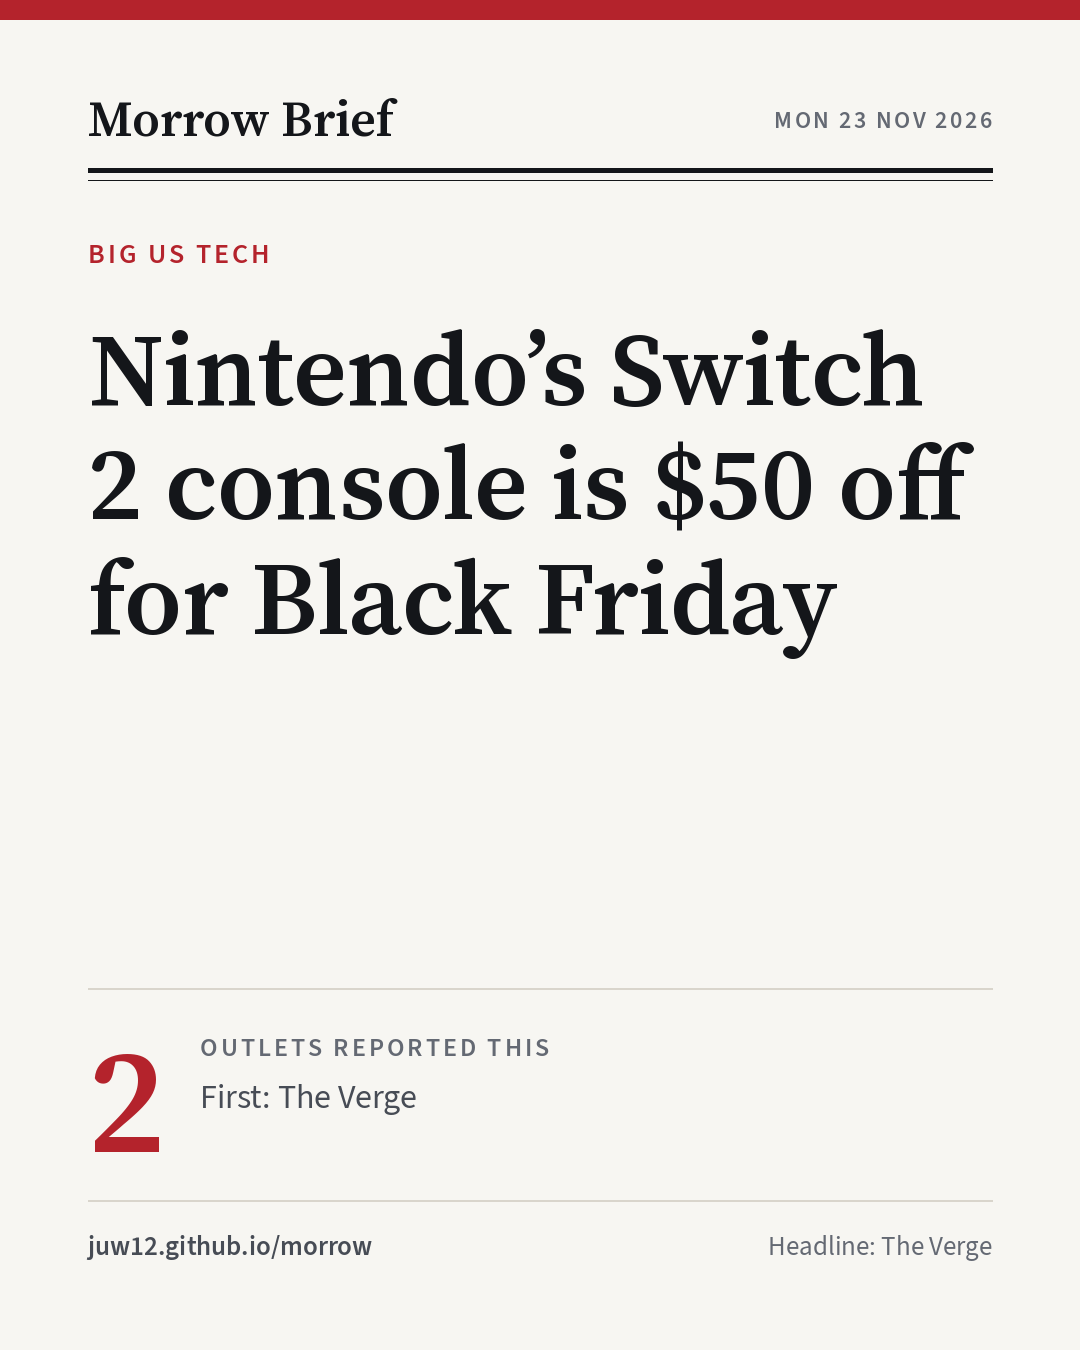 Morrow Brief
MON 23 NOV 2026
BIG US TECH
Nintendo’s Switch
2 console is $50 off
for Black Friday
2
OUTLETS REPORTED THIS
First: The Verge
juw12.github.io/morrow
Headline: The Verge